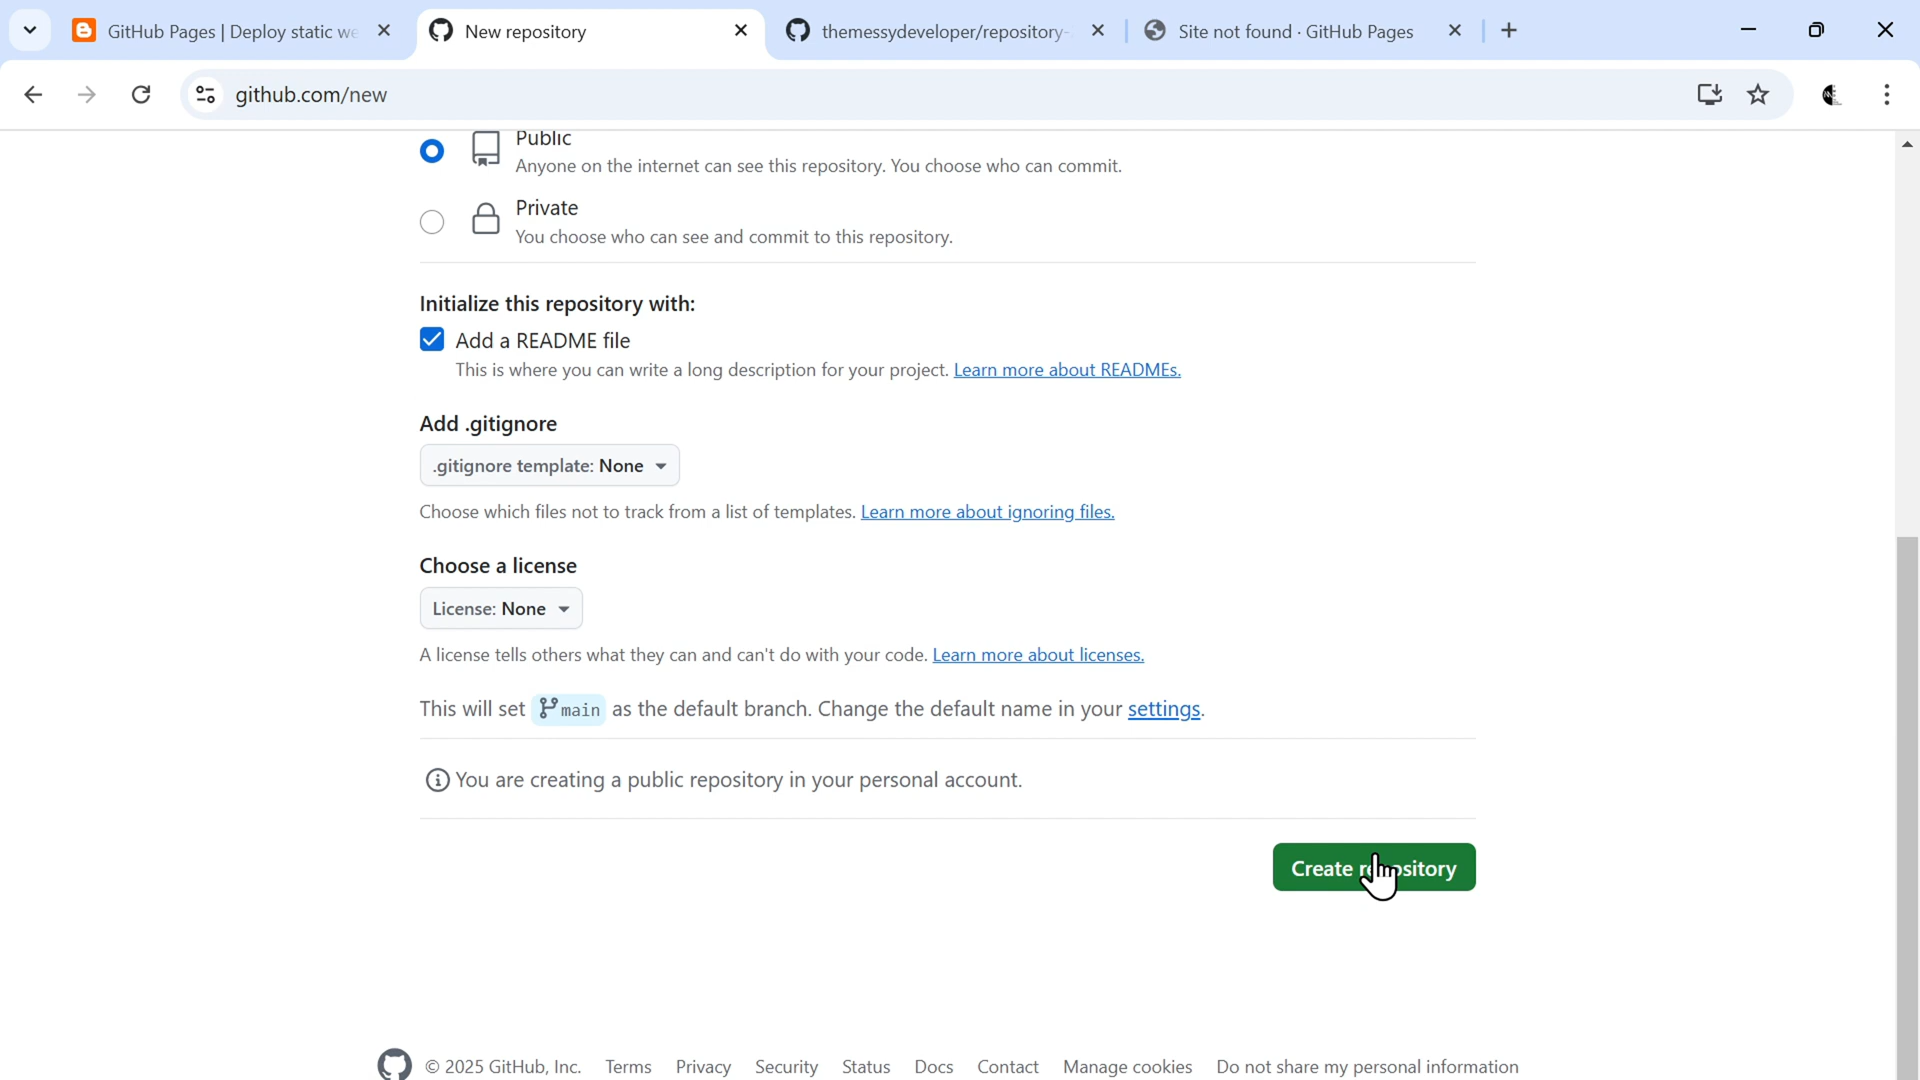 GitHub Pages | Deploy static we
New repository
themessydeveloper/repository-
Site not found · GitHub Pages
github.com/new
Public
Anyone on the internet can see this repository. You choose who can commit.
Private
You choose who can see and commit to this repository.
Initialize this repository with:
Add a README file
This is where you can write a long description for your project. Learn more about READMEs.
Add .gitignore
.gitignore template: None
Choose which files not to track from a list of templates. Learn more about ignoring files.
Choose a license
License: None
A license tells others what they can and can't do with your code. Learn more about licenses.
This will set main as the default branch. Change the default name in your settings.
You are creating a public repository in your personal account.
Create repository
© 2025 GitHub, Inc. Terms Privacy Security Status Docs Contact Manage cookies Do not share my personal information